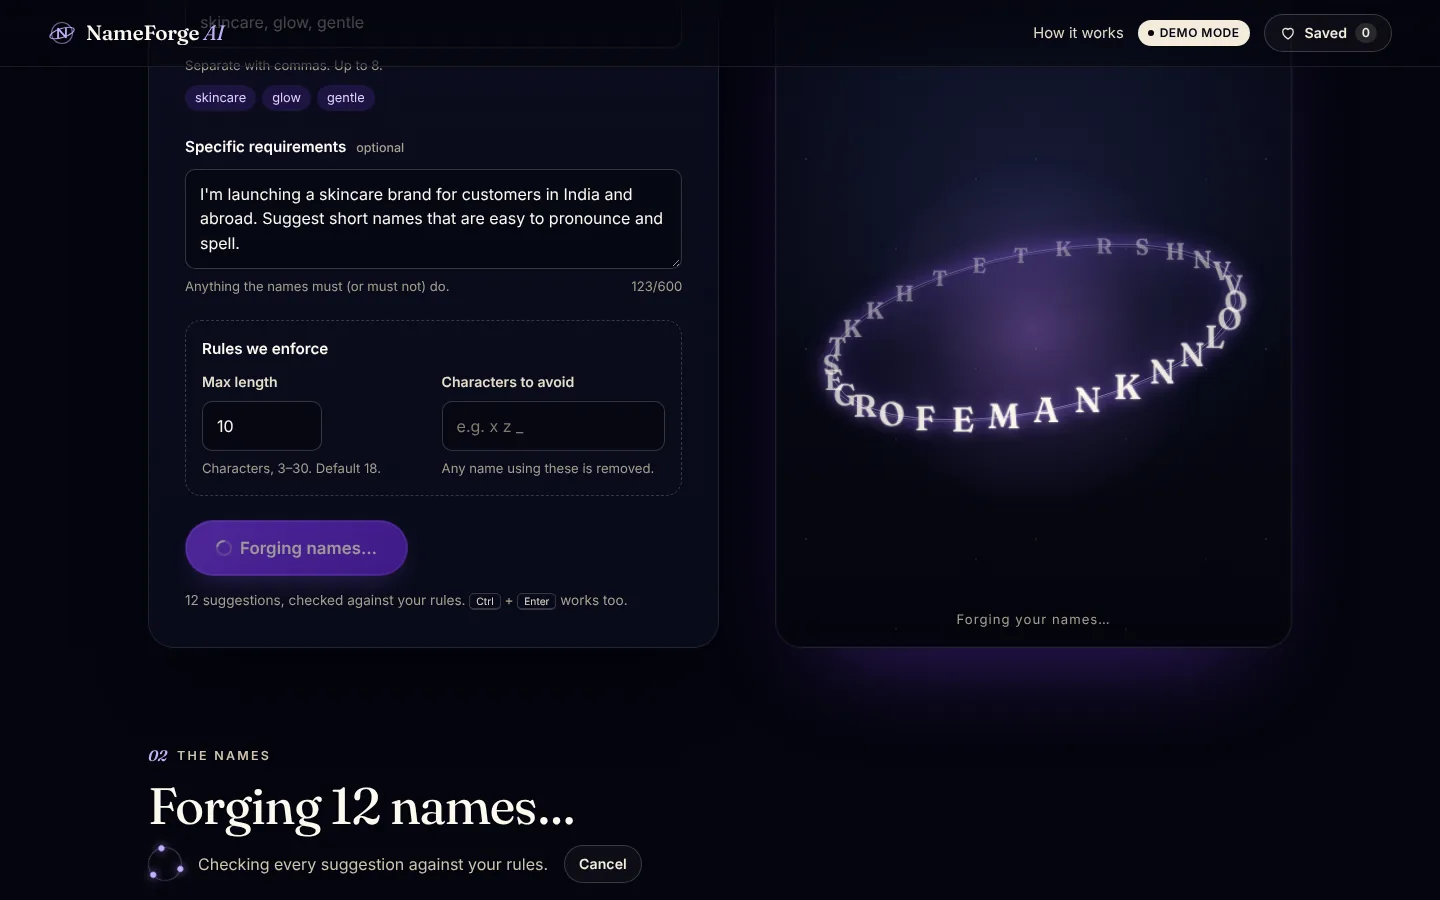 NameForge AI
How it works
DEMO MODE
Saved 0
skincare, glow, gentle
Separate with commas. Up to 8.
skincare glow gentle
Specific requirements optional
I'm launching a skincare brand for customers in India and
abroad. Suggest short names that are easy to pronounce and
spell.
Anything the names must (or must not) do.
123/600
Rules we enforce
Max length
10
Characters, 3–30. Default 18.
Characters to avoid
e.g. x z _
Any name using these is removed.
Forging names...
12 suggestions, checked against your rules. Ctrl + Enter works too.
S T K K H T E T K R S H N V V O O L N N K N A M E F O R G E
Forging your names...
02 THE NAMES
Forging 12 names...
Checking every suggestion against your rules.
Cancel